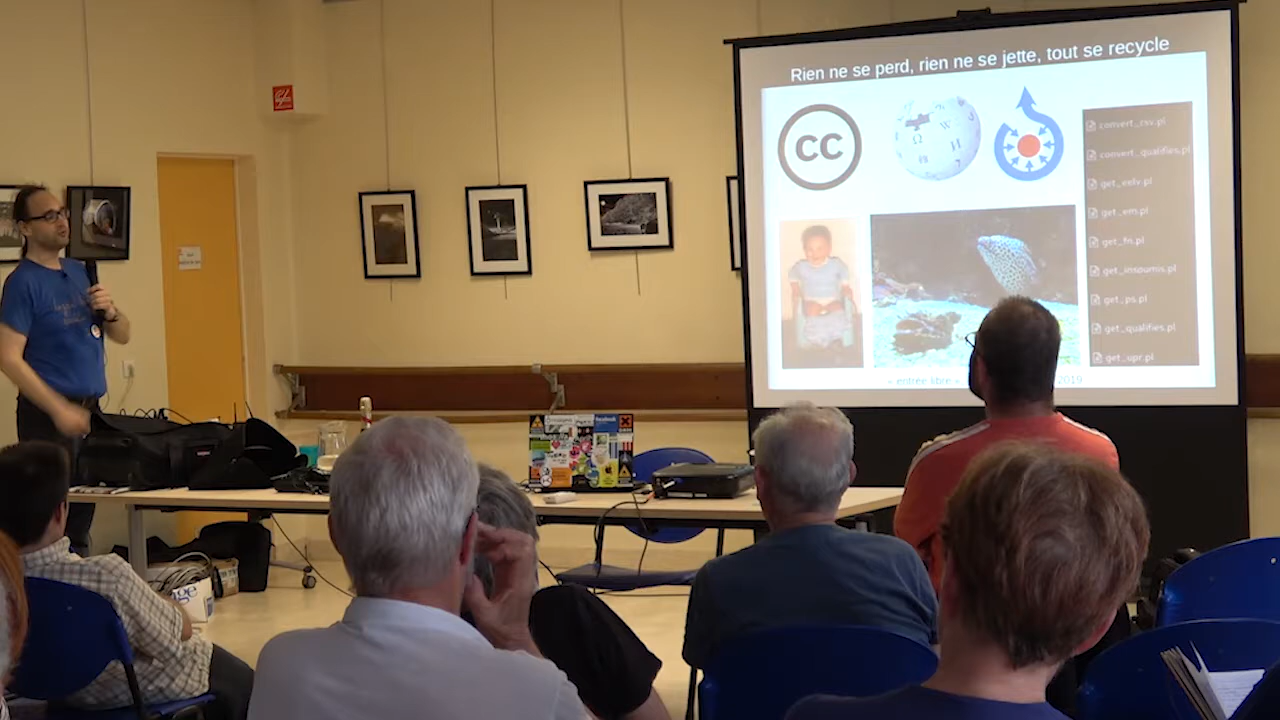 Rien ne se perd, rien ne se jette, tout se recycle
cc
W
Ω
И
convert_csv.pl
convert_qualifies.pl
get_eelv.pl
get_em.pl
get_fn.pl
get_insoumis.pl
get_ps.pl
get_qualifies.pl
get_upr.pl
« entrée libre »
2019